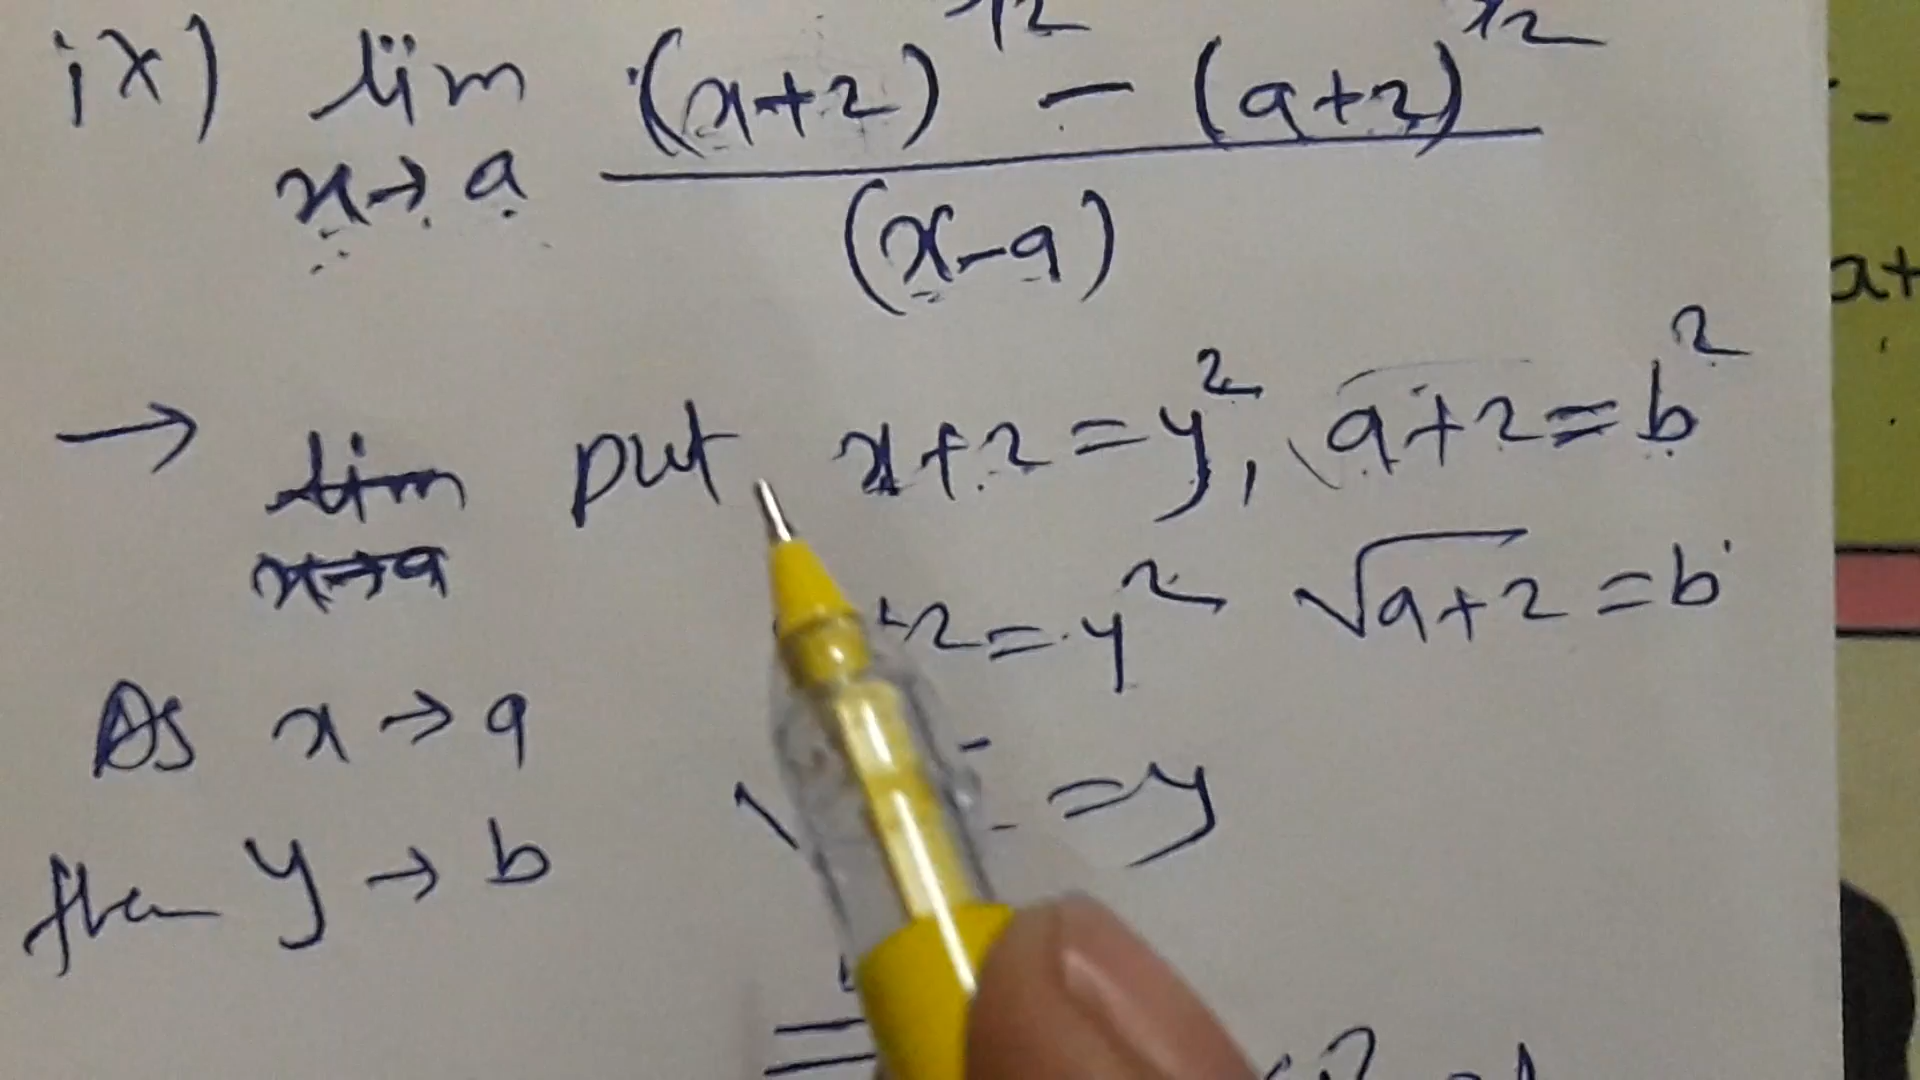 ix) lim (x+2)^1/2 - (a+2)^1/2
x→a (x-a)
→ lim put x+2=y², a+2=b²
x→a
+2=y² √a+2=b
As x→a
=y
then y→b
=
a+